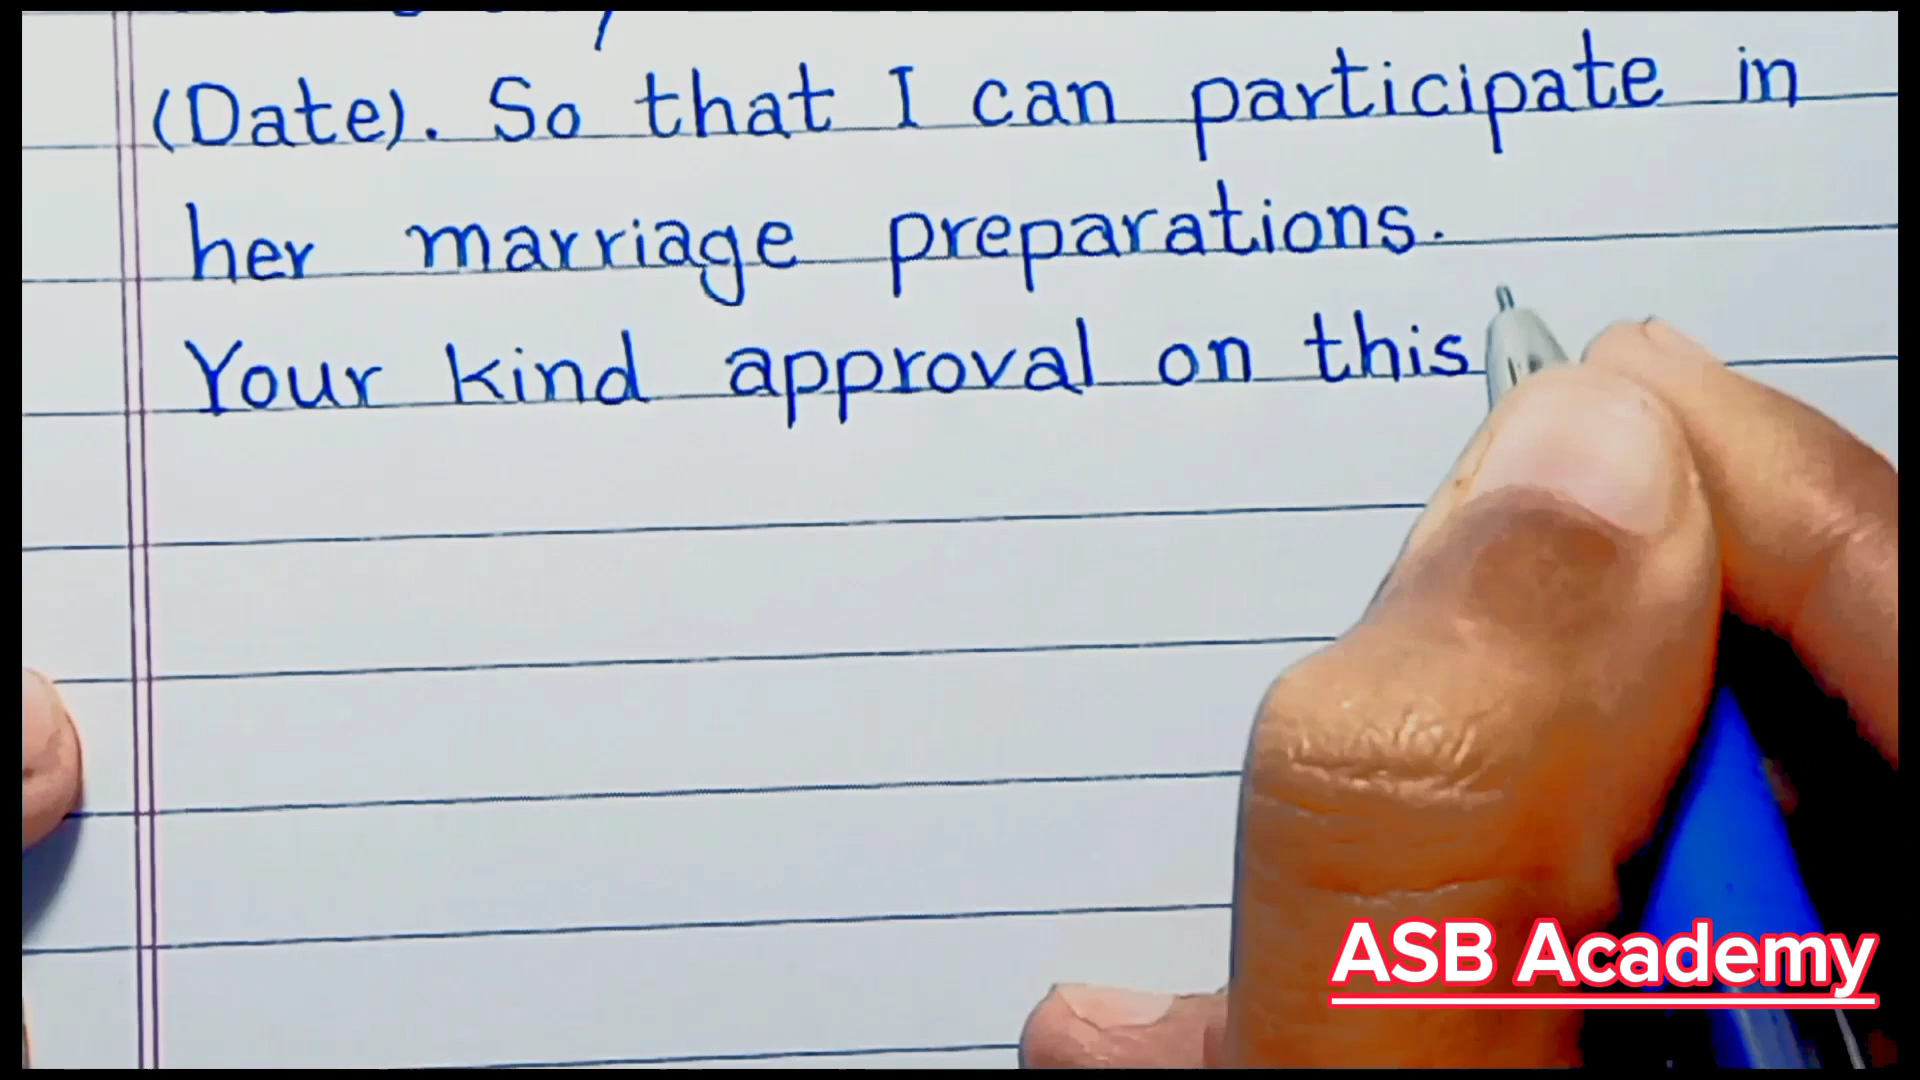 (Date). So that I can participate in
her marriage preparations.
Your kind approval on this
ASB Academy